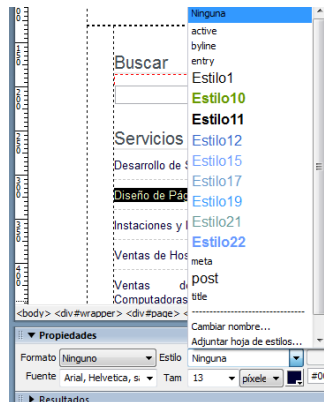 Ninguna
active
byline
entry
Buscar
Estilo1
Estilo10
Estilo11
Servicios
Estilo12
Estilo15
Desarrollo de
Estilo17
Diseño de Pág
Estilo19
Estilo21
Instaciones y
Estilo22
Ventas de Hos
meta
post
Ventas de
title
Computadoras
<body> <div#wrapper> <div#page> <
Cambiar nombre...
Adjuntar hoja de estilos...
Propiedades
Formato Ninguno Estilo Ninguna
Fuente Arial, Helvetica, s Tam 13 píxele #00
Resultados